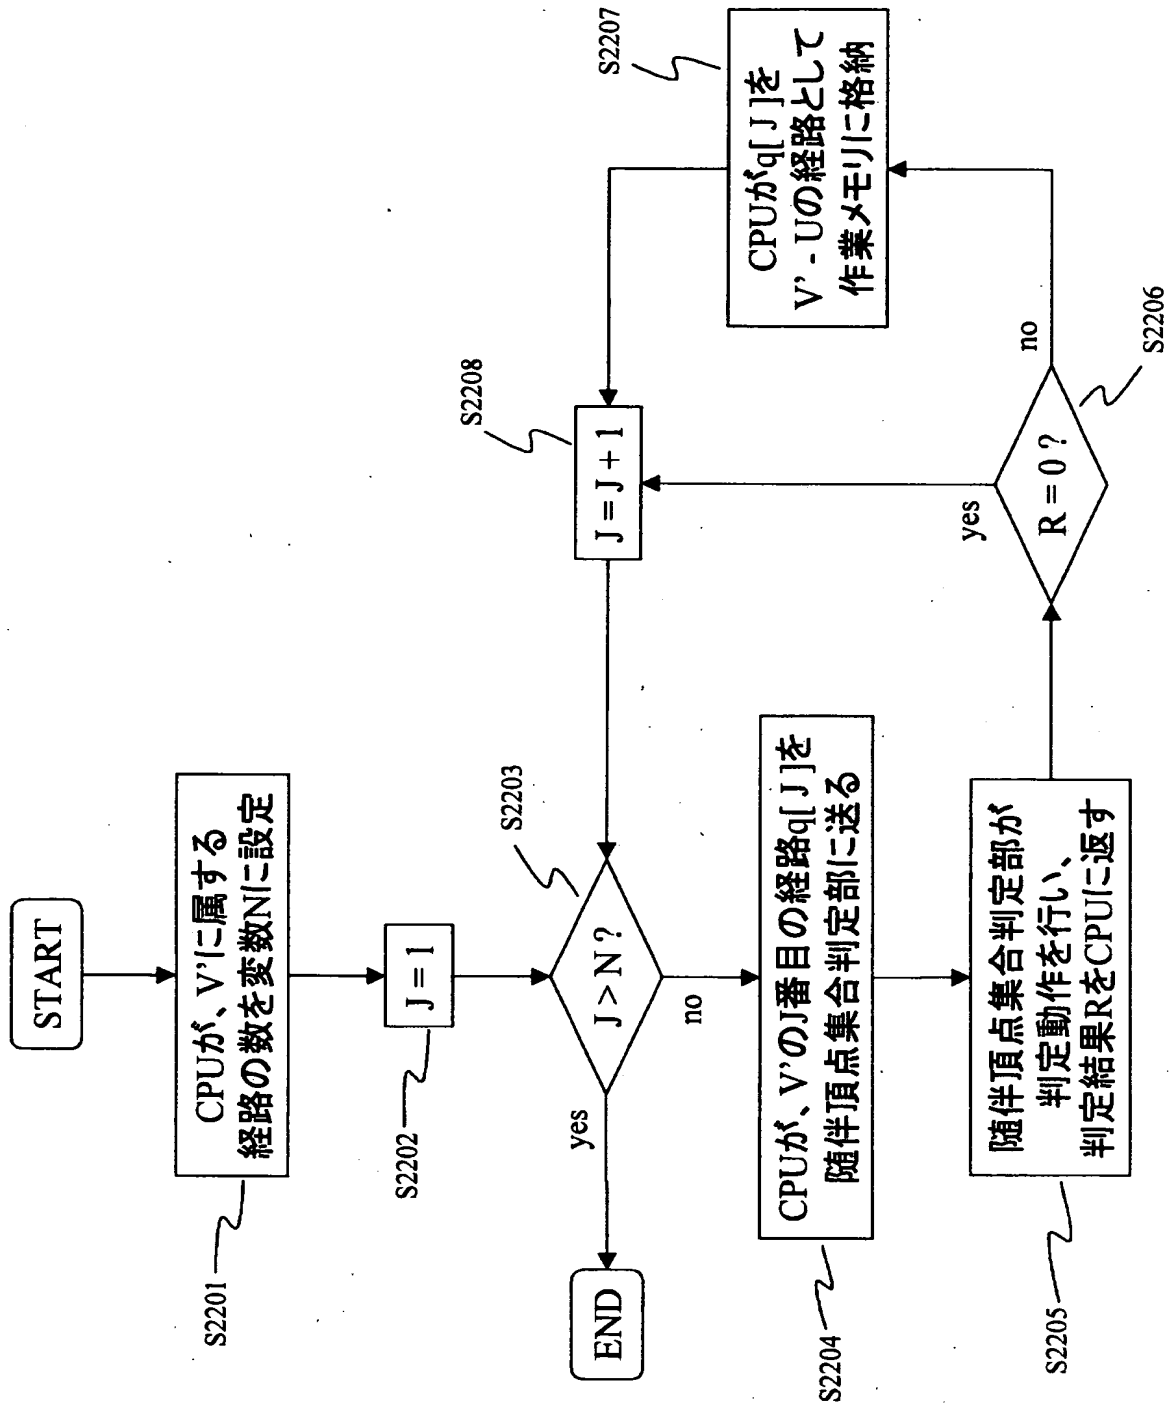 START
S2201
CPUが、V'に属する
経路の数を変数Nに設定
S2202
J = 1
S2203
J > N ?
yes
END
no
S2204
CPUが、V'のJ番目の経路q[ J ]を
随伴頂点集合判定部に送る
S2205
随伴頂点集合判定部が
判定動作を行い、
判定結果RをCPUに返す
S2206
R = 0 ?
yes
no
S2207
CPUがq[ J ]を
V' - Uの経路として
作業メモリに格納
S2208
J = J + 1